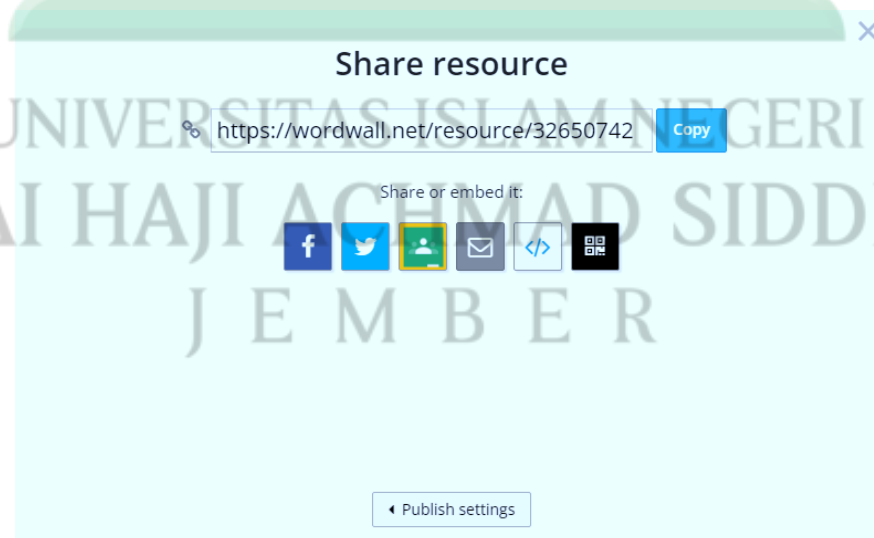 Share resource
UNIVERSITAS ISLAM NEGERI
https://wordwall.net/resource/32650742
Copy
Share or embed it:
AI HAJI ACHMAD SIDD
JEMBER
Publish settings